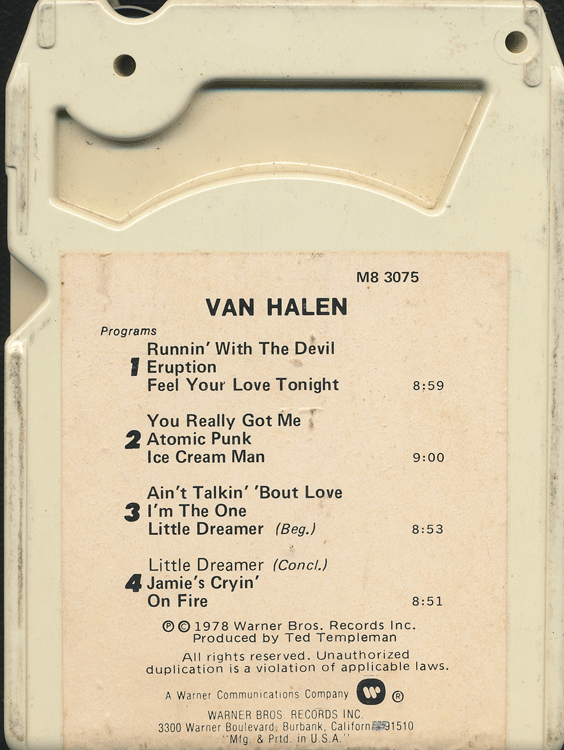 M8 3075
VAN HALEN
Programs
1
Runnin' With The Devil
Eruption
Feel Your Love Tonight 8:59
2
You Really Got Me
Atomic Punk
Ice Cream Man 9:00
3
Ain't Talkin' 'Bout Love
I'm The One
Little Dreamer (Beg.) 8:53
4
Little Dreamer (Concl.)
Jamie's Cryin'
On Fire 8:51
Ⓟ © 1978 Warner Bros. Records Inc.
Produced by Ted Templeman
All rights reserved. Unauthorized
duplication is a violation of applicable laws.
A Warner Communications Company W ®
WARNER BROS. RECORDS INC.
3300 Warner Boulevard, Burbank, California 91510
"Mfg. & Prtd. in U.S.A."